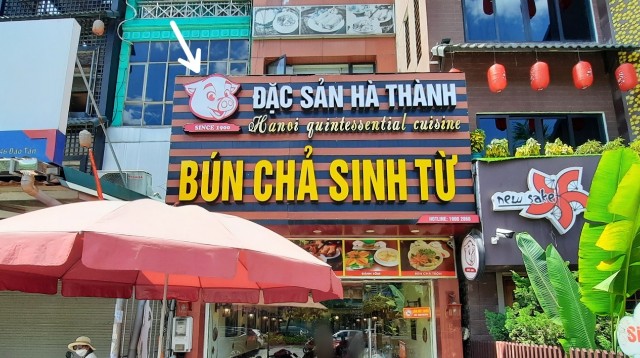 ĐẶC SẢN HÀ THÀNH
SINCE 1986
Hanoi quintessential cuisine
BÚN CHẢ SINH TỪ
new sake